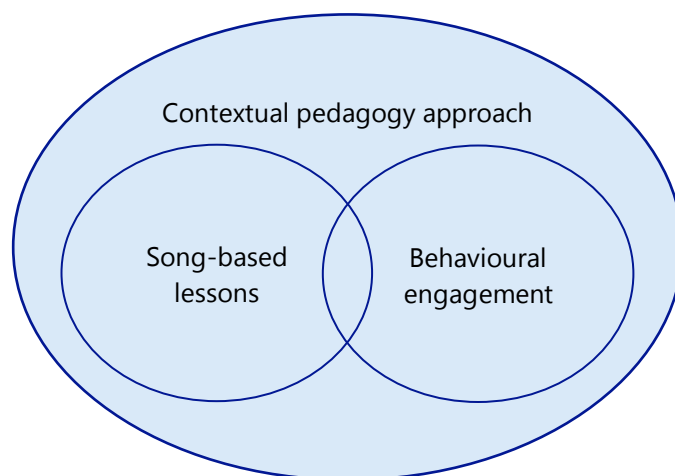 Contextual pedagogy approach
Song-based
lessons
Behavioural
engagement